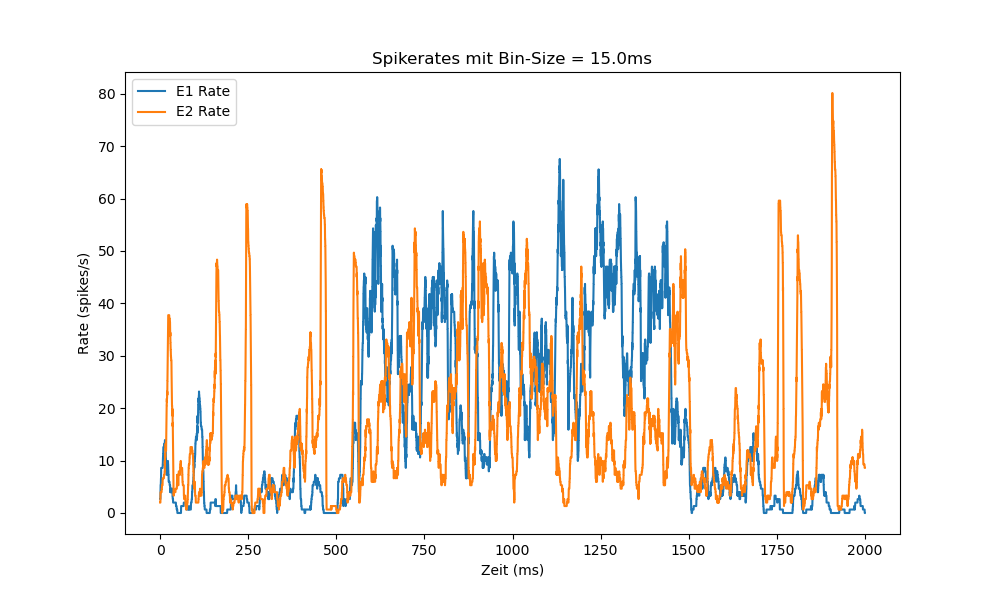 Spikerates mit Bin-Size = 15.0ms
E1 Rate
E2 Rate
Rate (spikes/s)
80
70
60
50
40
30
20
10
0
0 250 500 750 1000 1250 1500 1750 2000
Zeit (ms)